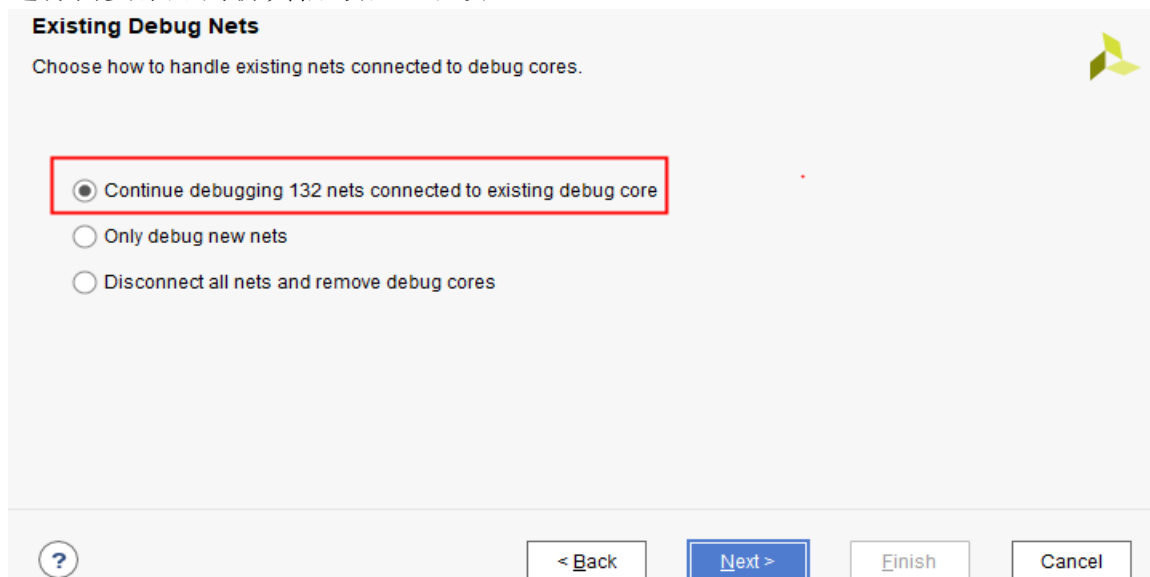 Existing Debug Nets
Choose how to handle existing nets connected to debug cores.
Continue debugging 132 nets connected to existing debug core
Only debug new nets
Disconnect all nets and remove debug cores
?
< Back
Next >
Finish
Cancel